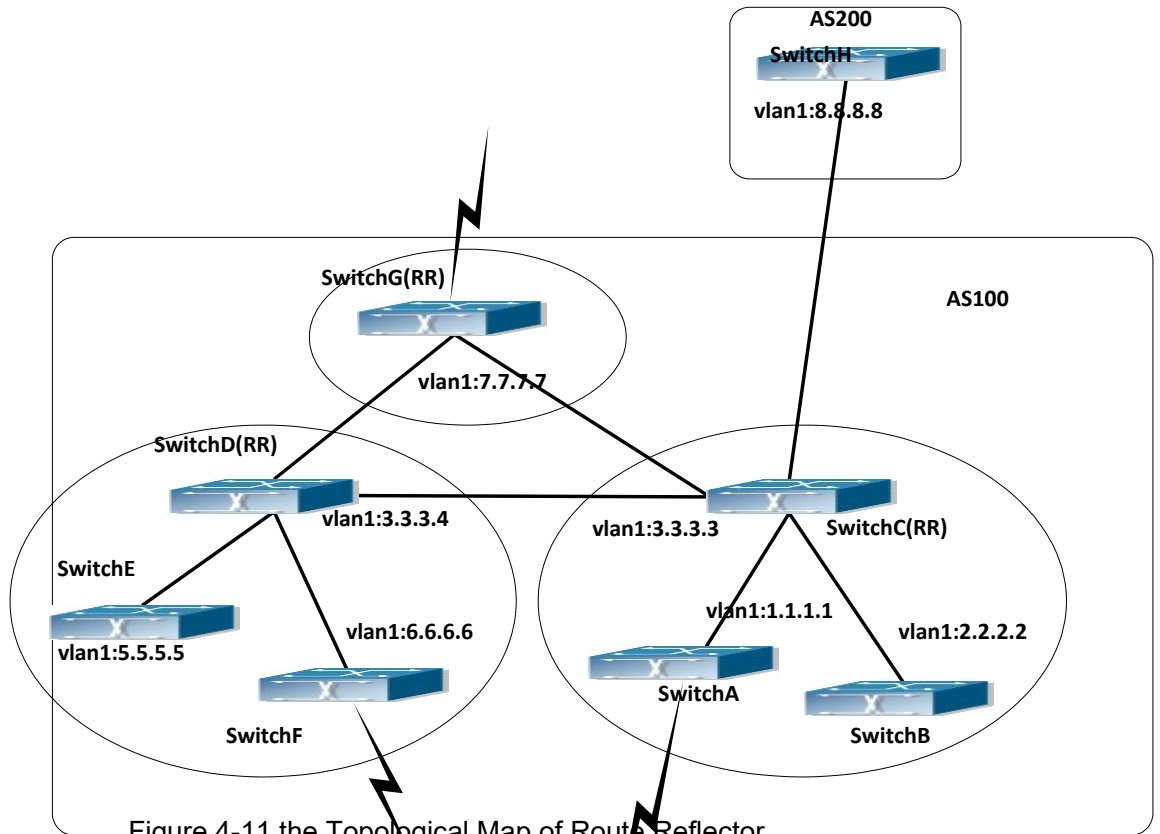 AS200
SwitchH
vlan1:8.8.8.8
SwitchG(RR)
AS100
vlan1:7.7.7.7
SwitchD(RR)
vlan1:3.3.3.4
vlan1:3.3.3.3
SwitchC(RR)
SwitchE
vlan1:5.5.5.5
vlan1:6.6.6.6
vlan1:1.1.1.1
vlan1:2.2.2.2
SwitchA
SwitchF
SwitchB
Figure 4-11 the Topological Map of Route Reflector